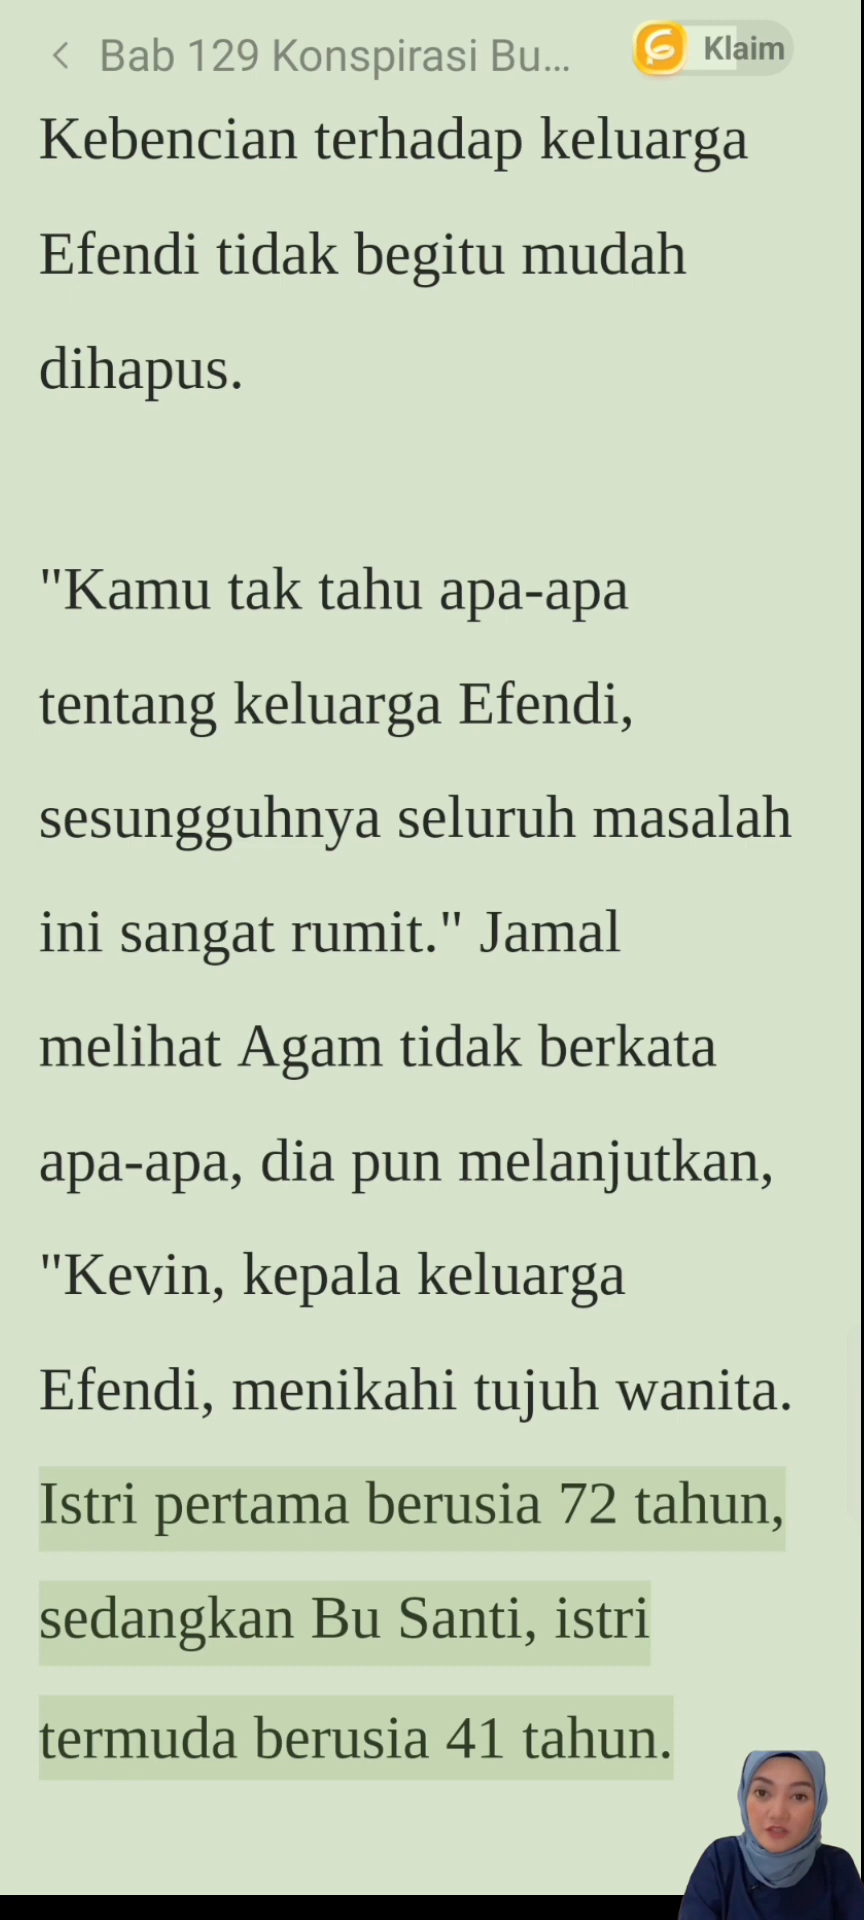 Bab 129 Konspirasi Bu...
Klaim
Kebencian terhadap keluarga
Efendi tidak begitu mudah
dihapus.
"Kamu tak tahu apa-apa
tentang keluarga Efendi,
sesungguhnya seluruh masalah
ini sangat rumit." Jamal
melihat Agam tidak berkata
apa-apa, dia pun melanjutkan,
"Kevin, kepala keluarga
Efendi, menikahi tujuh wanita.
Istri pertama berusia 72 tahun,
sedangkan Bu Santi, istri
termuda berusia 41 tahun.